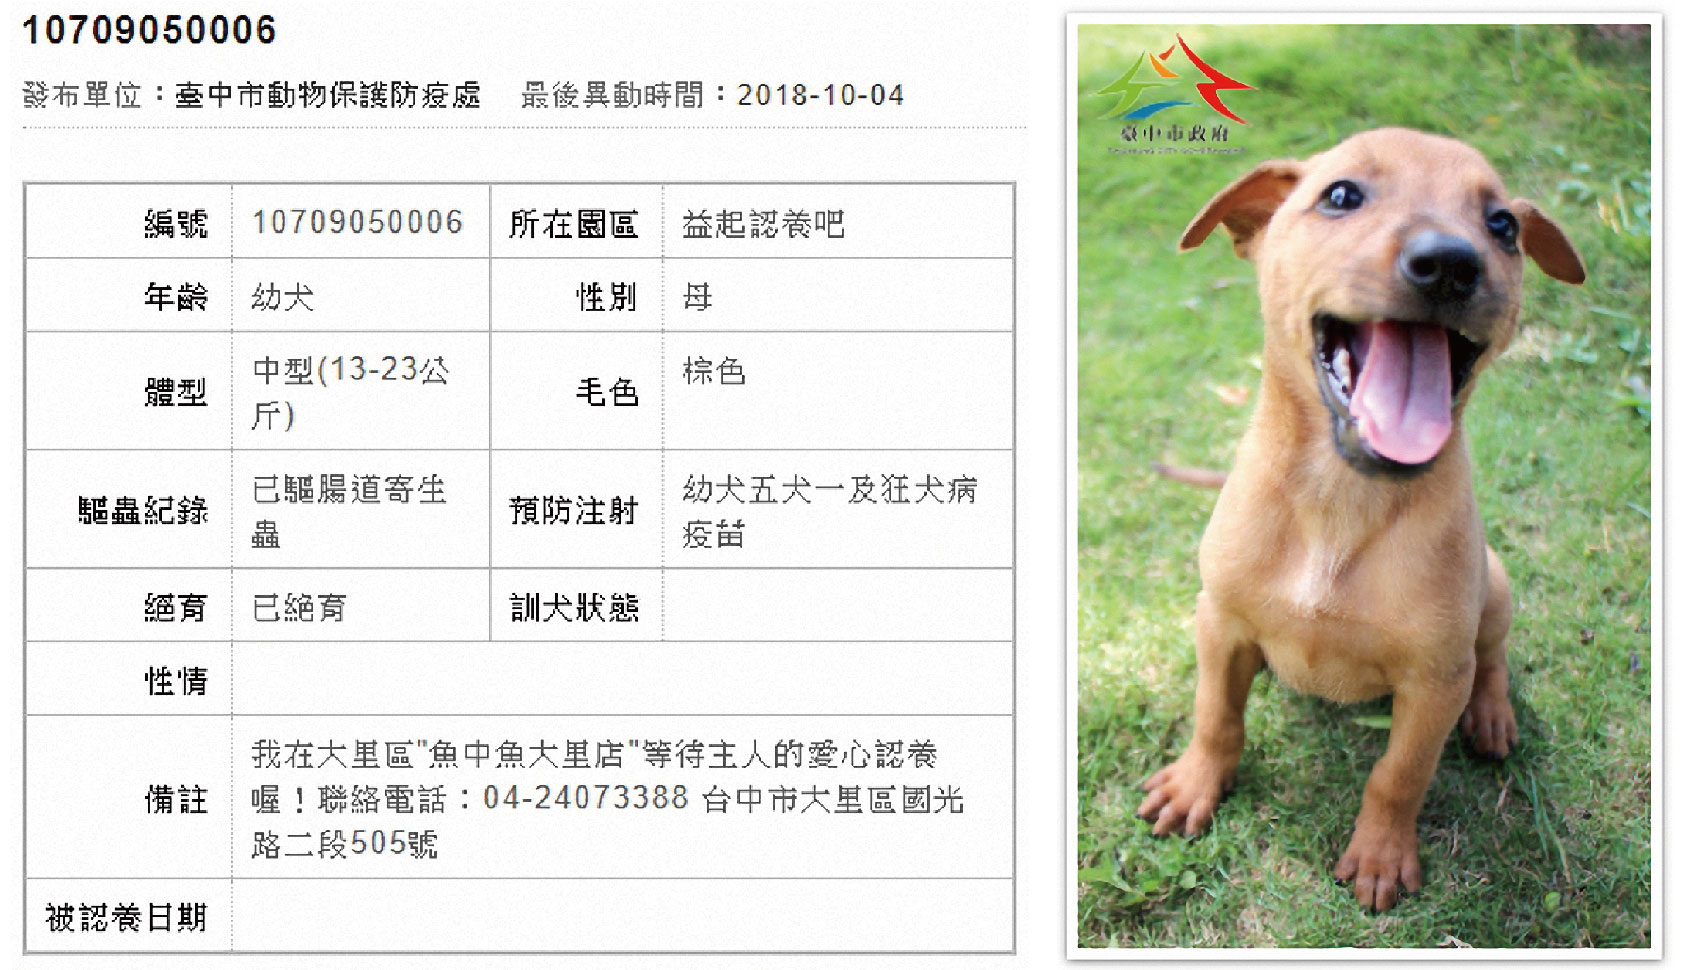 10709050006
發布單位：臺中市動物保護防疫處 最後異動時間：2018-10-04
編號 10709050006 所在園區 益起認養吧
年齡 幼犬 性別 母
體型 中型(13-23公
斤) 毛色 棕色
驅蟲紀錄 已驅腸道寄生
蟲 預防注射 幼犬五犬一及狂犬病
疫苗
絕育 已絕育 訓犬狀態
性情
備註 我在大里區"魚中魚大里店"等待主人的愛心認養
喔！聯絡電話：04-24073388 台中市大里區國光
路二段505號
被認養日期
臺中市政府